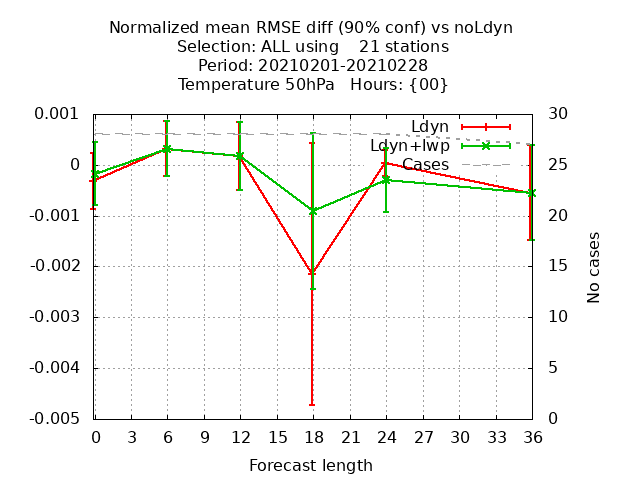 Normalized mean RMSE diff (90% conf) vs noLdyn
Selection: ALL using    21 stations
Period: 20210201-20210228
Temperature 50hPa   Hours: {00}
0.001
0
-0.001
-0.002
-0.003
-0.004
-0.005
Ldyn
Ldyn+lwp
Cases
30
25
20
15
10
5
0
No cases
0 3 6 9 12 15 18 21 24 27 30 33 36
Forecast length